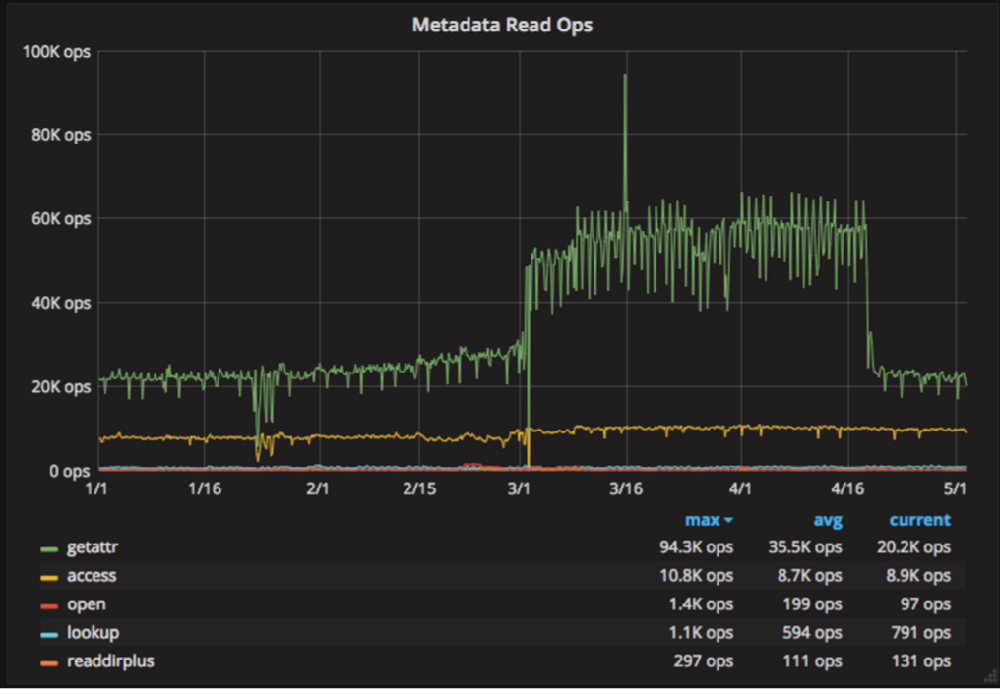 Metadata Read Ops
100K ops
80K ops
60K ops
40K ops
20K ops
0 ops
1/1 1/16 2/1 2/15 3/1 3/16 4/1 4/16 5/1
max avg current
getattr 94.3K ops 35.5K ops 20.2K ops
access 10.8K ops 8.7K ops 8.9K ops
open 1.4K ops 199 ops 97 ops
lookup 1.1K ops 594 ops 791 ops
readdirplus 297 ops 111 ops 131 ops